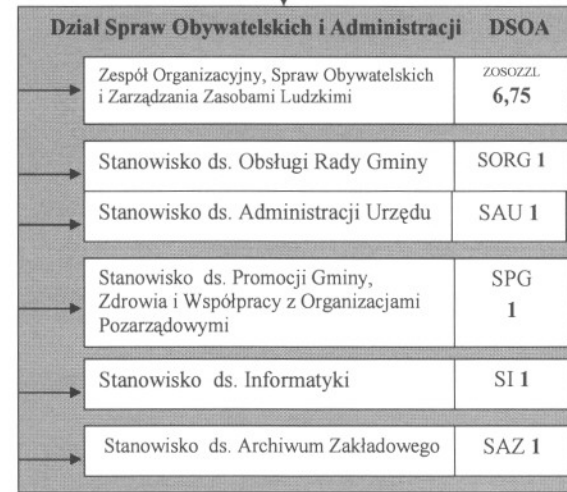 Dział Spraw Obywatelskich i Administracji DSOA
Zespół Organizacyjny, Spraw Obywatelskich
i Zarządzania Zasobami Ludzkimi
ZOSOZZL
6,75
Stanowisko ds. Obsługi Rady Gminy SORG 1
Stanowisko ds. Administracji Urzędu SAU 1
Stanowisko ds. Promocji Gminy,
Zdrowia i Współpracy z Organizacjami
Pozarządowymi
SPG
1
Stanowisko ds. Informatyki SI 1
Stanowisko ds. Archiwum Zakładowego SAZ 1